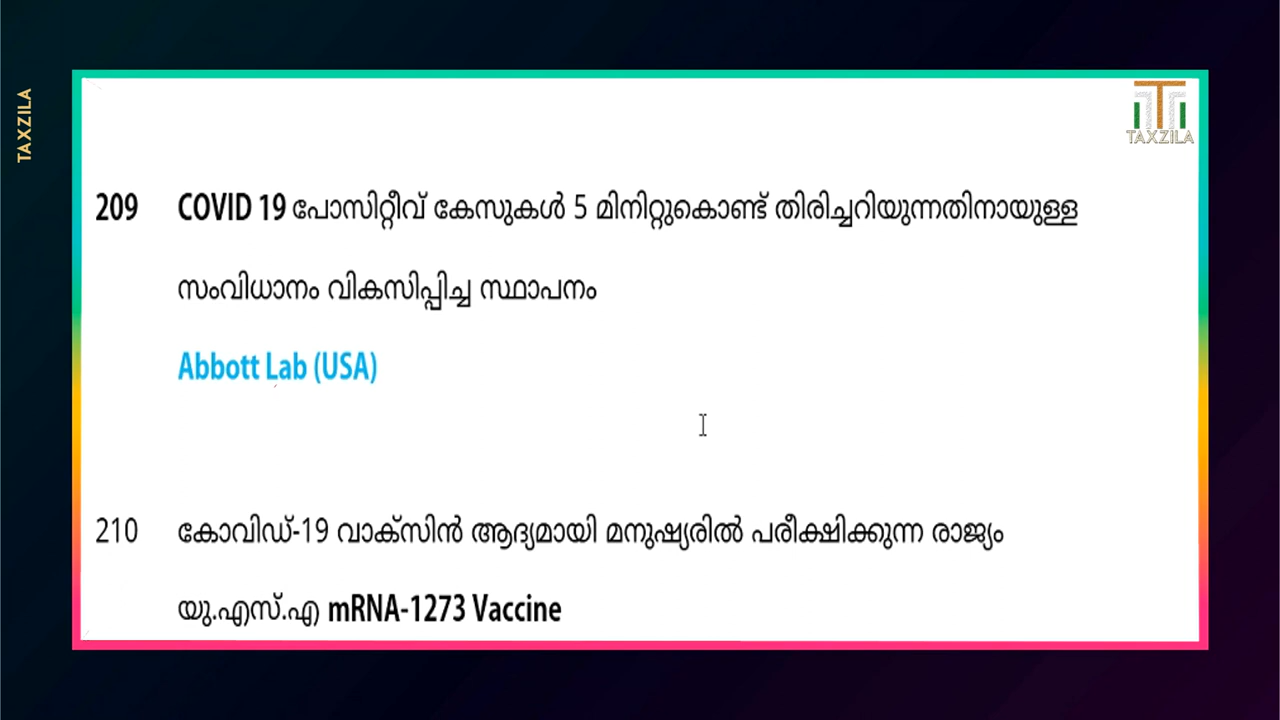 TAXZILA
TAXZILA
209 COVID 19 പോസിറ്റീവ് കേസുകൾ 5 മിനിറ്റുകൊണ്ട് തിരിച്ചറിയുന്നതിനായുള്ള
സംവിധാനം വികസിപ്പിച്ച സ്ഥാപനം
Abbott Lab (USA)
210 കോവിഡ്-19 വാക്സിൻ ആദ്യമായി മനുഷ്യരിൽ പരീക്ഷിക്കുന്ന രാജ്യം
യു.എസ്.എ mRNA-1273 Vaccine